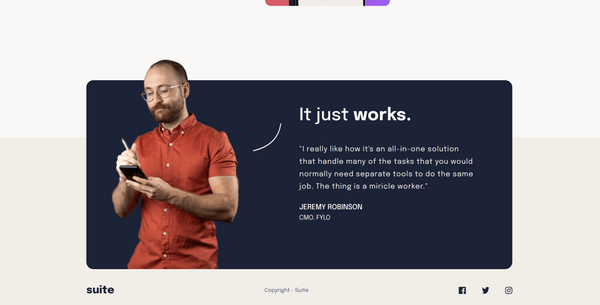 It just works.
"I really like how it's an all-in-one solution
that handle many of the tasks that you would
normally need separate tools to do the same
job. The thing is a miricle worker."
JEREMY ROBINSON
CMO, FYLO
suite
Copyright - Suite